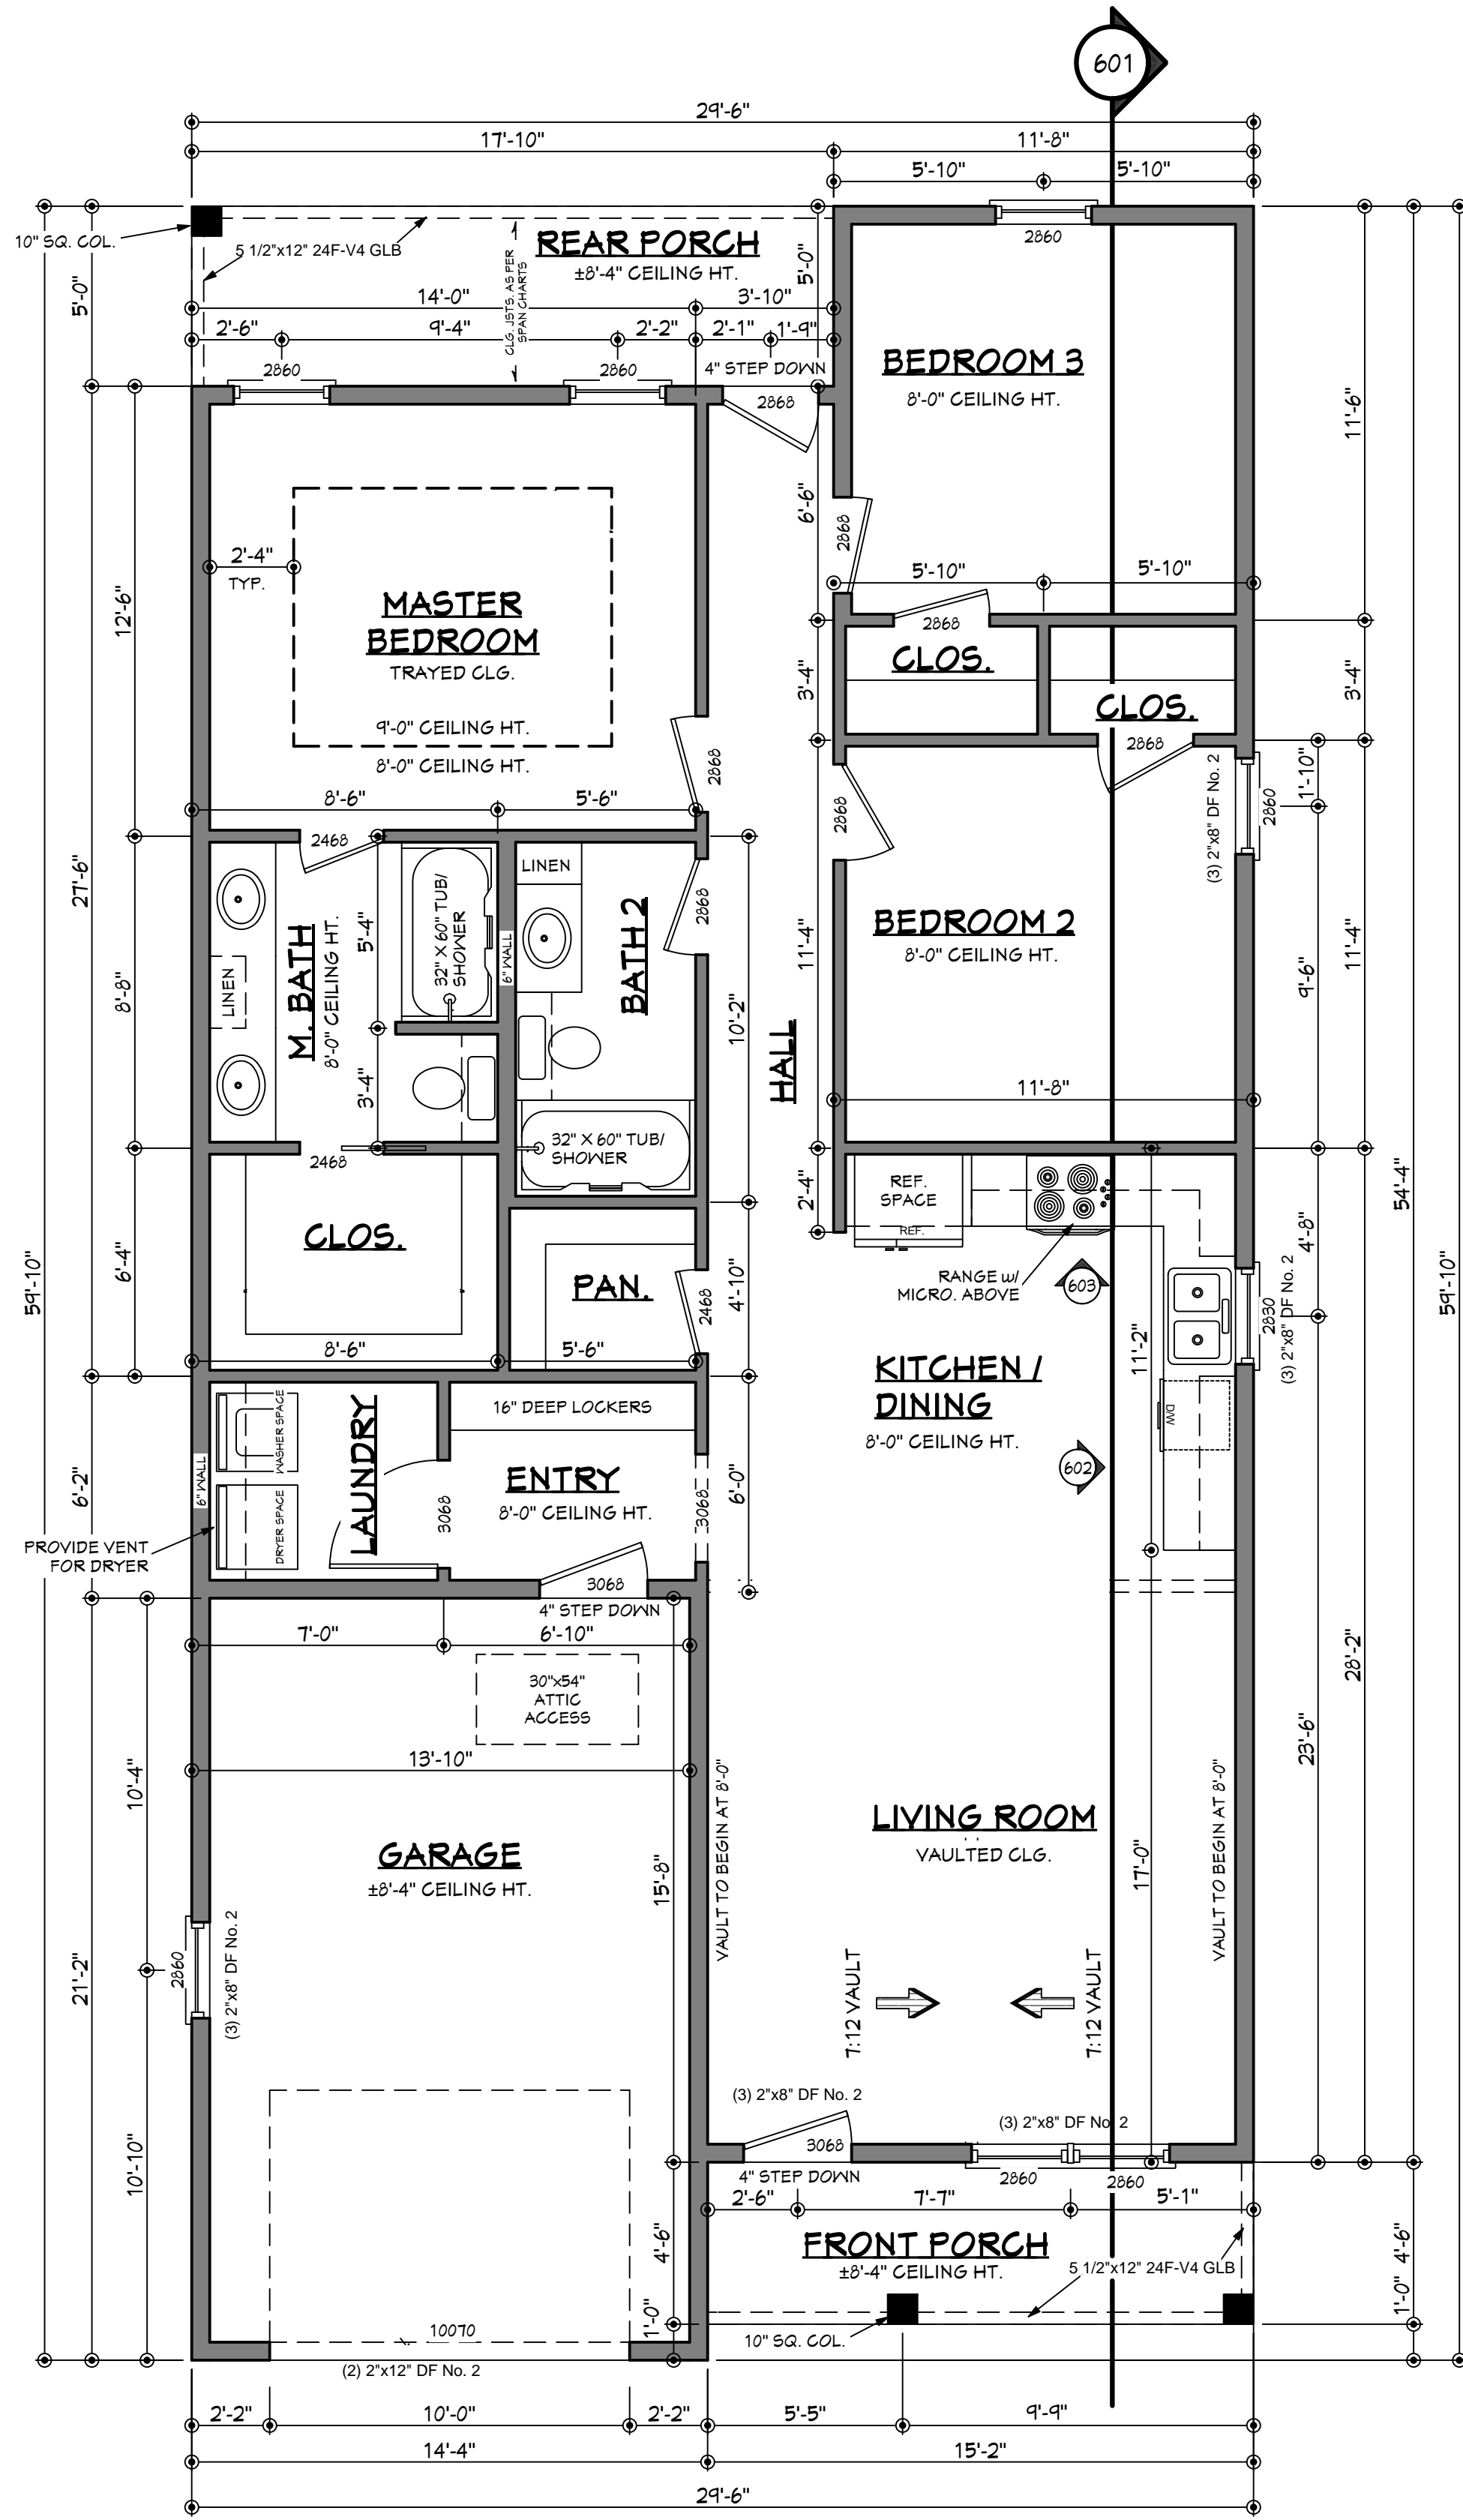 601
29'-6"
17'-10"
11'-8"
5'-10"
5'-10"
10" SQ. COL.
5 1/2"x12" 24F-V4 GLB
REAR PORCH
±8'-4" CEILING HT.
CLG. JSTS. AS PER
SPAN CHARTS
5'-0"
5'-0"
2860
14'-0"
3'-10"
2'-6"
9'-4"
2'-2"
2'-1"
1'-9"
2860
2860
4" STEP DOWN
2868
BEDROOM 3
8'-0" CEILING HT.
11'-6"
6'-6"
2868
2'-4"
TYP.
12'-6"
MASTER
BEDROOM
TRAYED CLG.
9'-0" CEILING HT.
8'-0" CEILING HT.
5'-10"
5'-10"
2868
CLOS.
CLOS.
2868
3'-4"
3'-4"
2868
2868
8'-6"
5'-6"
(3) 2"x8" DF No. 2
2860
1'-10"
27'-6"
2468
LINEN
2868
32" X 60" TUB/
SHOWER
5'-4"
6" WALL
BATH 2
M. BATH
8'-0" CEILING HT.
LINEN
8'-8"
3'-4"
10'-2"
HALL
11'-4"
BEDROOM 2
8'-0" CEILING HT.
9'-6"
11'-4"
11'-8"
54'-4"
2468
32" X 60" TUB/
SHOWER
2'-4"
REF.
SPACE
REF.
CLOS.
6'-4"
PAN.
2468
4'-10"
RANGE w/
MICRO. ABOVE
603
4'-8"
2830
(3) 2"x8" DF No. 2
59'-10"
59'-10"
8'-6"
5'-6"
11'-2"
KITCHEN /
DINING
8'-0" CEILING HT.
D/W
602
WASHER SPACE
DRYER SPACE
LAUNDRY
16" DEEP LOCKERS
ENTRY
8'-0" CEILING HT.
3068
3068
6'-0"
6" WALL
6'-2"
PROVIDE VENT
FOR DRYER
3068
4" STEP DOWN
7'-0"
6'-10"
30"x54"
ATTIC
ACCESS
28'-2"
23'-6"
13'-10"
10'-4"
VAULT TO BEGIN AT 8'-0"
LIVING ROOM
VAULTED CLG.
VAULT TO BEGIN AT 8'-0"
GARAGE
±8'-4" CEILING HT.
15'-8"
17'-0"
2860
(3) 2"x8" DF No. 2
21'-2"
7:12 VAULT
7:12 VAULT
(3) 2"x8" DF No. 2
(3) 2"x8" DF No. 2
3068
4" STEP DOWN
2860
2860
10'-10"
2'-6"
7'-7"
5'-1"
FRONT PORCH
±8'-4" CEILING HT.
5 1/2"x12" 24F-V4 GLB
4'-6"
4'-6"
1'-0"
1'-0"
10070
10" SQ. COL.
(2) 2"x12" DF No. 2
2'-2"
10'-0"
2'-2"
5'-5"
9'-9"
14'-4"
15'-2"
29'-6"